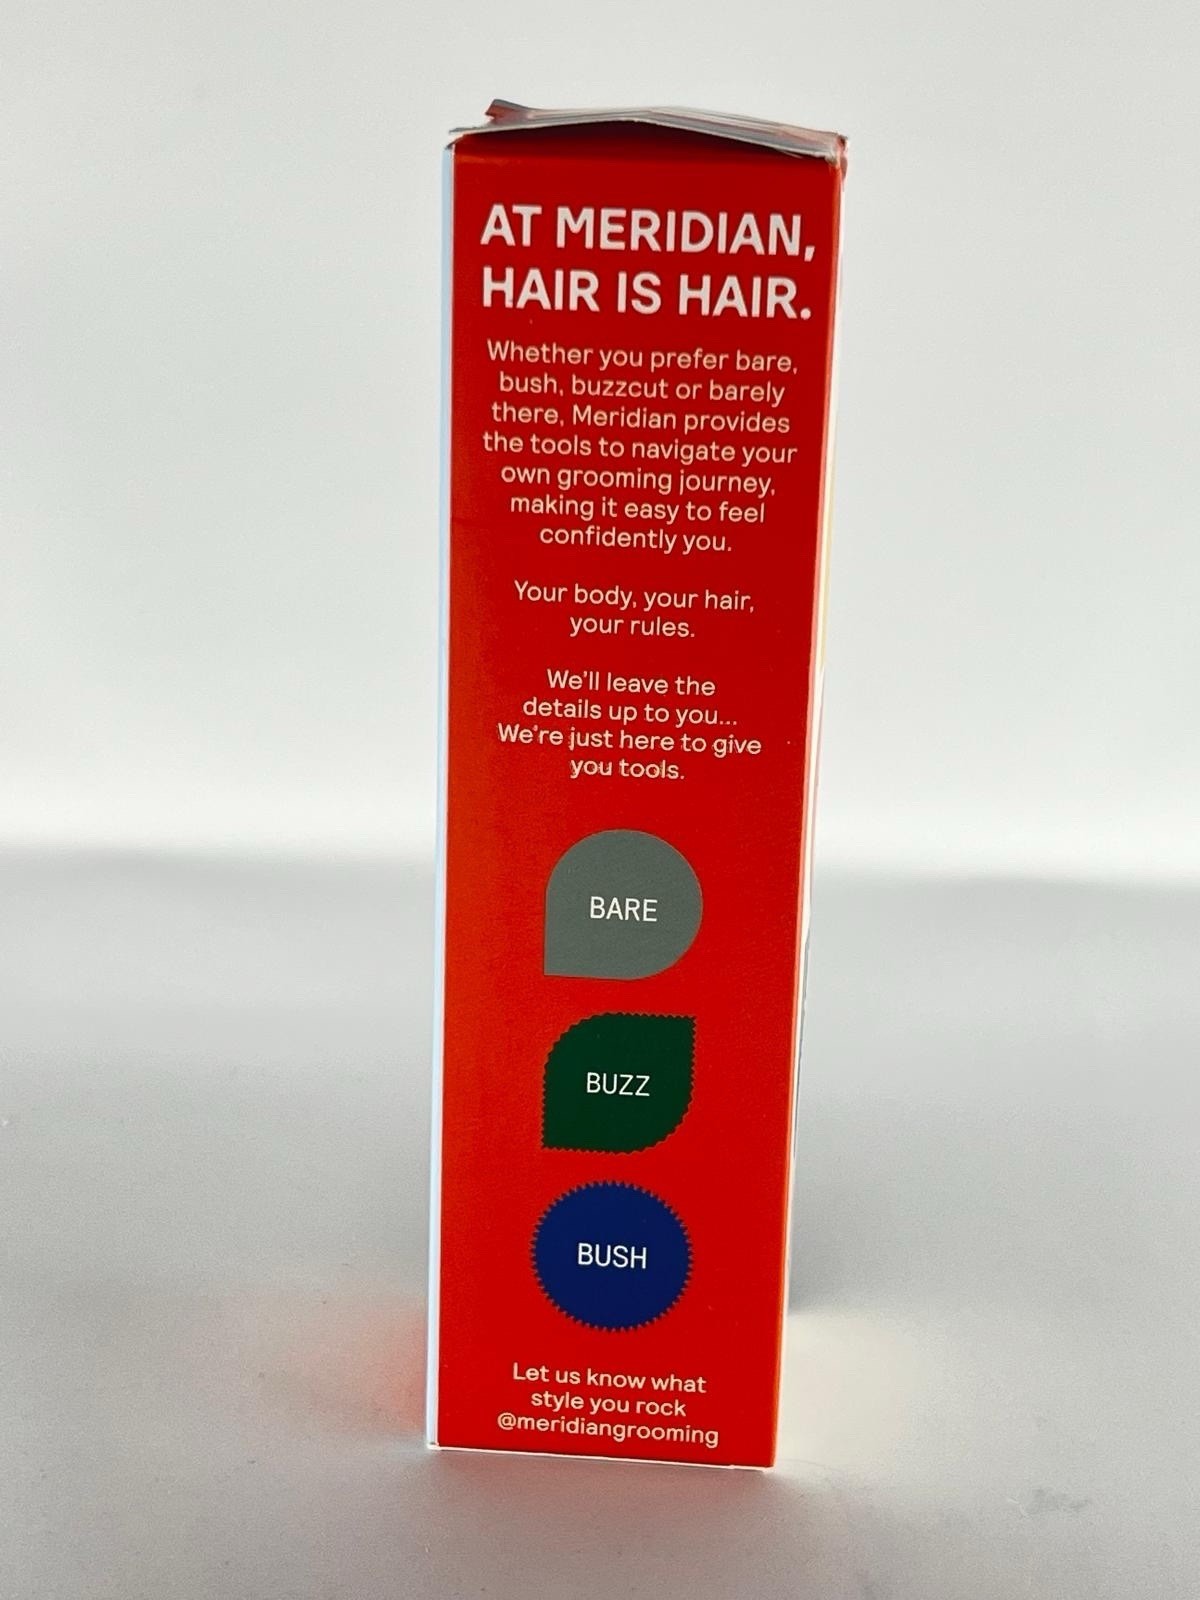 AT MERIDIAN,
HAIR IS HAIR.
Whether you prefer bare,
bush, buzzcut or barely
there, Meridian provides
the tools to navigate your
own grooming journey,
making it easy to feel
confidently you.
Your body, your hair,
your rules.
We'll leave the
details up to you...
We're just here to give
you tools.
BARE
BUZZ
BUSH
Let us know what
style you rock
@meridiangrooming